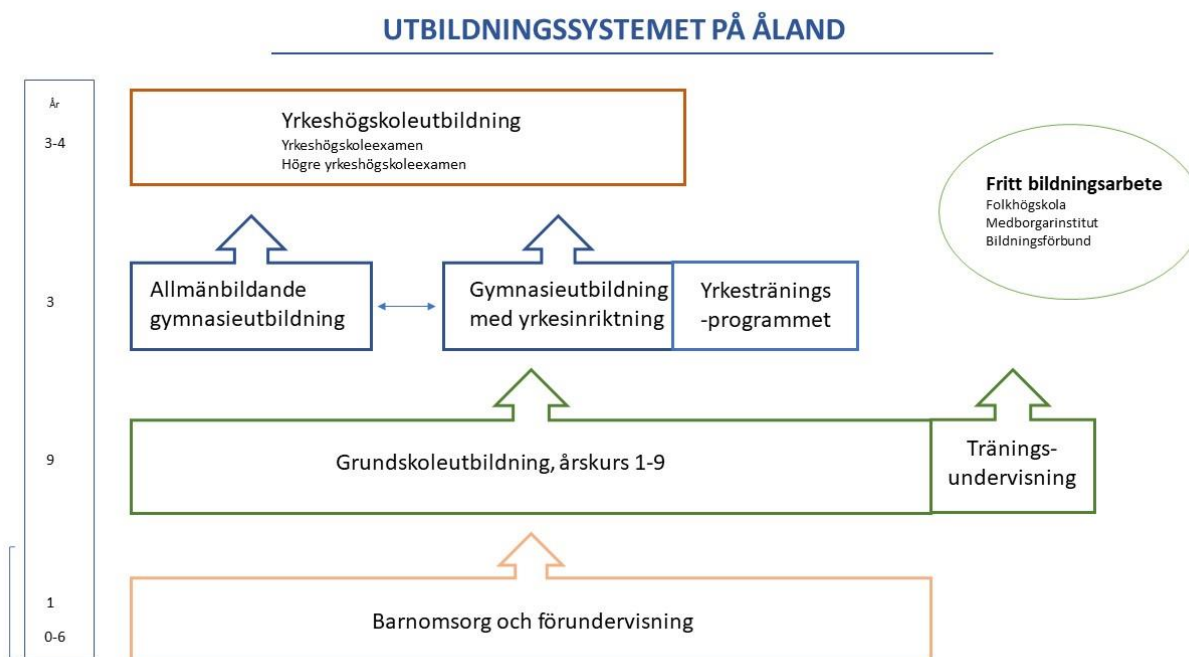 UTBILDNINGSSYSTEMET PÅ ÅLAND
År
3-4
Yrkeshögskoleutbildning
Yrkeshögskoleexamen
Högre yrkeshögskoleexamen
Fritt bildningsarbete
Folkhögskola
Medborgarinstitut
Bildningsförbund
3
Allmänbildande
gymnasieutbildning
Gymnasieutbildning
med yrkesinriktning
Yrkestränings
-programmet
9
Grundskoleutbildning, årskurs 1-9
Tränings-
undervisning
1
0-6
Barnomsorg och förundervisning